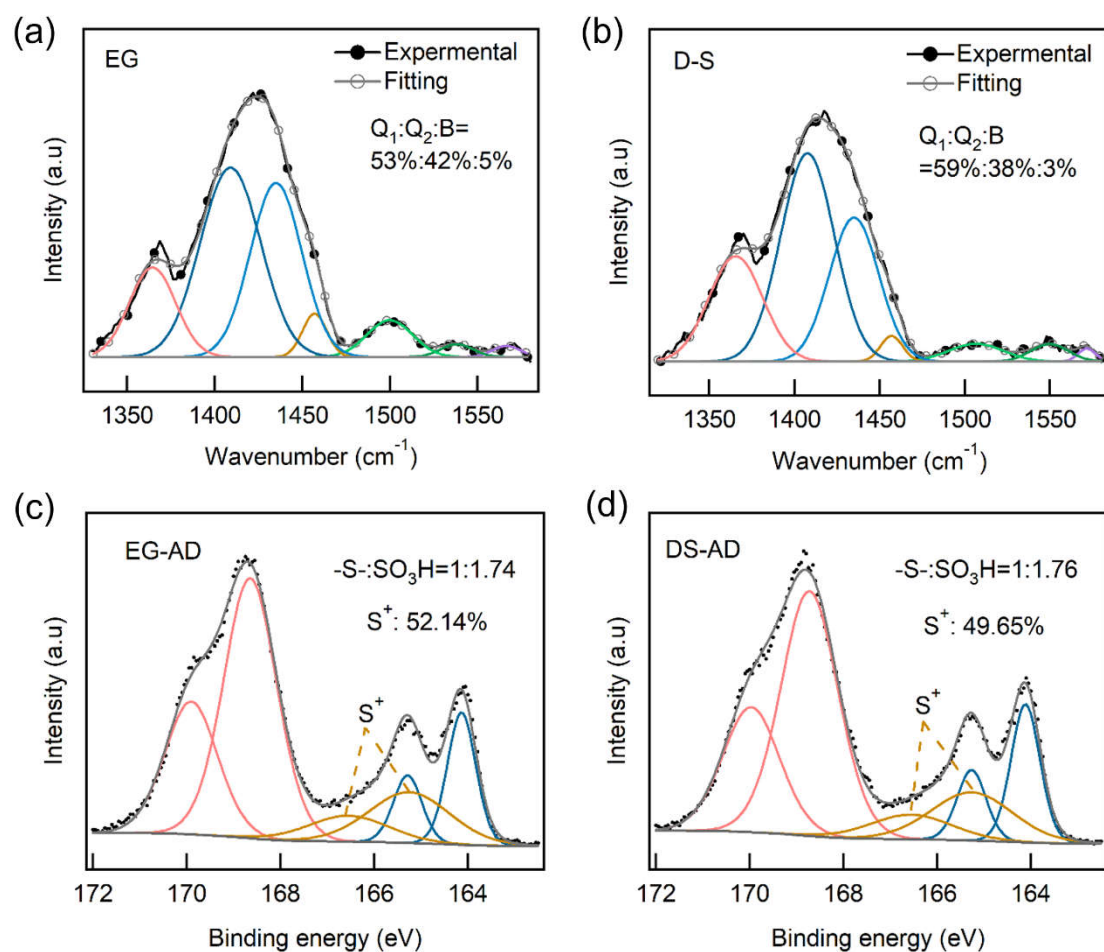 (a)
EG
Expermental
Fitting
Q₁:Q₂:B=
53%:42%:5%
Intensity (a.u)
1350 1400 1450 1500 1550
Wavenumber (cm⁻¹)
(b)
D-S
Expermental
Fitting
Q₁:Q₂:B
=59%:38%:3%
Intensity (a.u)
1350 1400 1450 1500 1550
Wavenumber (cm⁻¹)
(c)
EG-AD
-S-:SO₃H=1:1.74
S⁺: 52.14%
S⁺
Intensity (a.u)
172 170 168 166 164
Binding energy (eV)
(d)
DS-AD
-S-:SO₃H=1:1.76
S⁺: 49.65%
S⁺
Intensity (a.u)
172 170 168 166 164
Binding energy (eV)